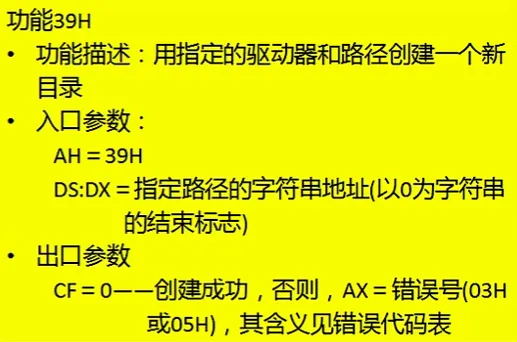 功能39H
• 功能描述：用指定的驱动器和路径创建一个新
目录
• 入口参数：
AH＝39H
DS:DX＝指定路径的字符串地址(以0为字符串
的结束标志)
• 出口参数
CF＝0——创建成功，否则，AX＝错误号(03H
或05H)，其含义见错误代码表